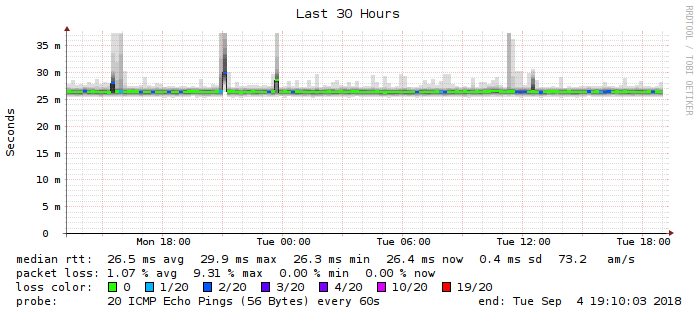 Last 30 Hours
RRDTOOL / TOBI OETIKER
Seconds
35 m
30 m
25 m
20 m
15 m
10 m
5 m
0
Mon 18:00 Tue 00:00 Tue 06:00 Tue 12:00 Tue 18:00
median rtt: 26.5 ms avg 29.9 ms max 26.3 ms min 26.4 ms now 0.4 ms sd 73.2 am/s
packet loss: 1.07 % avg 9.31 % max 0.00 % min 0.00 % now
loss color: 0 1/20 2/20 3/20 4/20 10/20 19/20
probe: 20 ICMP Echo Pings (56 Bytes) every 60s end: Tue Sep 4 19:10:03 2018